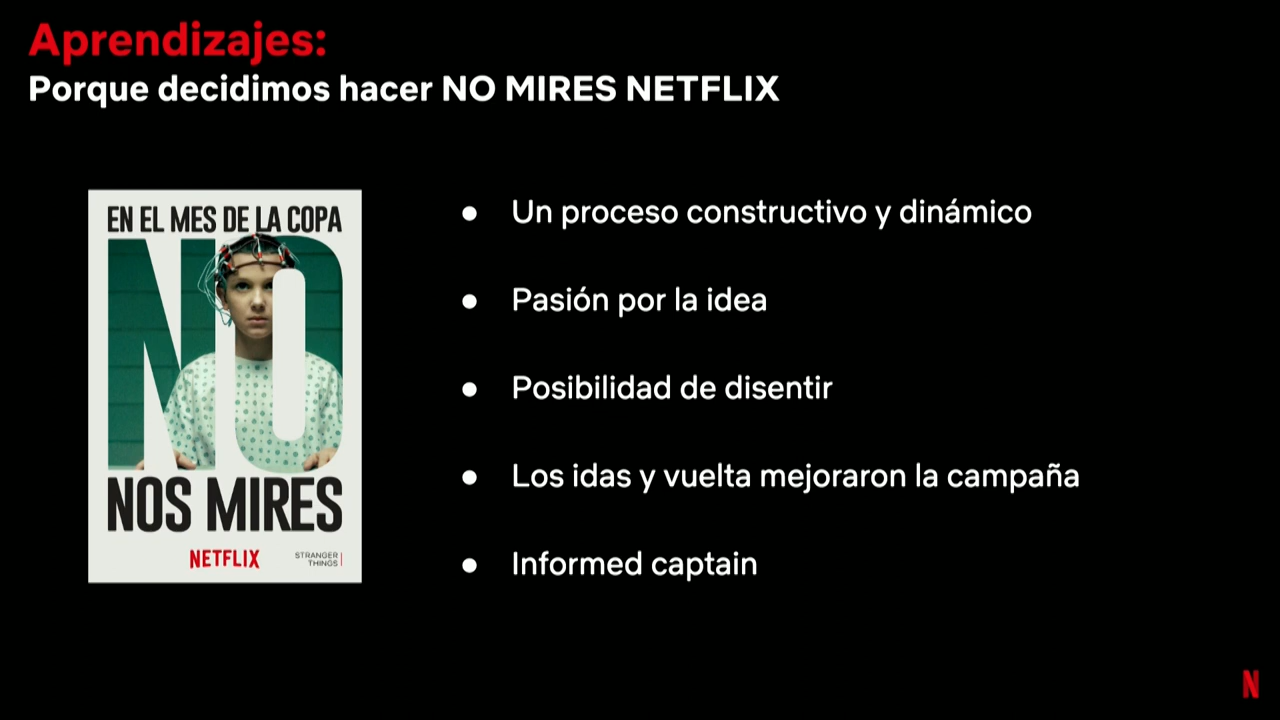 Aprendizajes:
Porque decidimos hacer NO MIRES NETFLIX
EN EL MES DE LA COPA
NO
NOS MIRES
NETFLIX
STRANGER
THINGS
● Un proceso constructivo y dinámico
● Pasión por la idea
● Posibilidad de disentir
● Los idas y vuelta mejoraron la campaña
● Informed captain
N